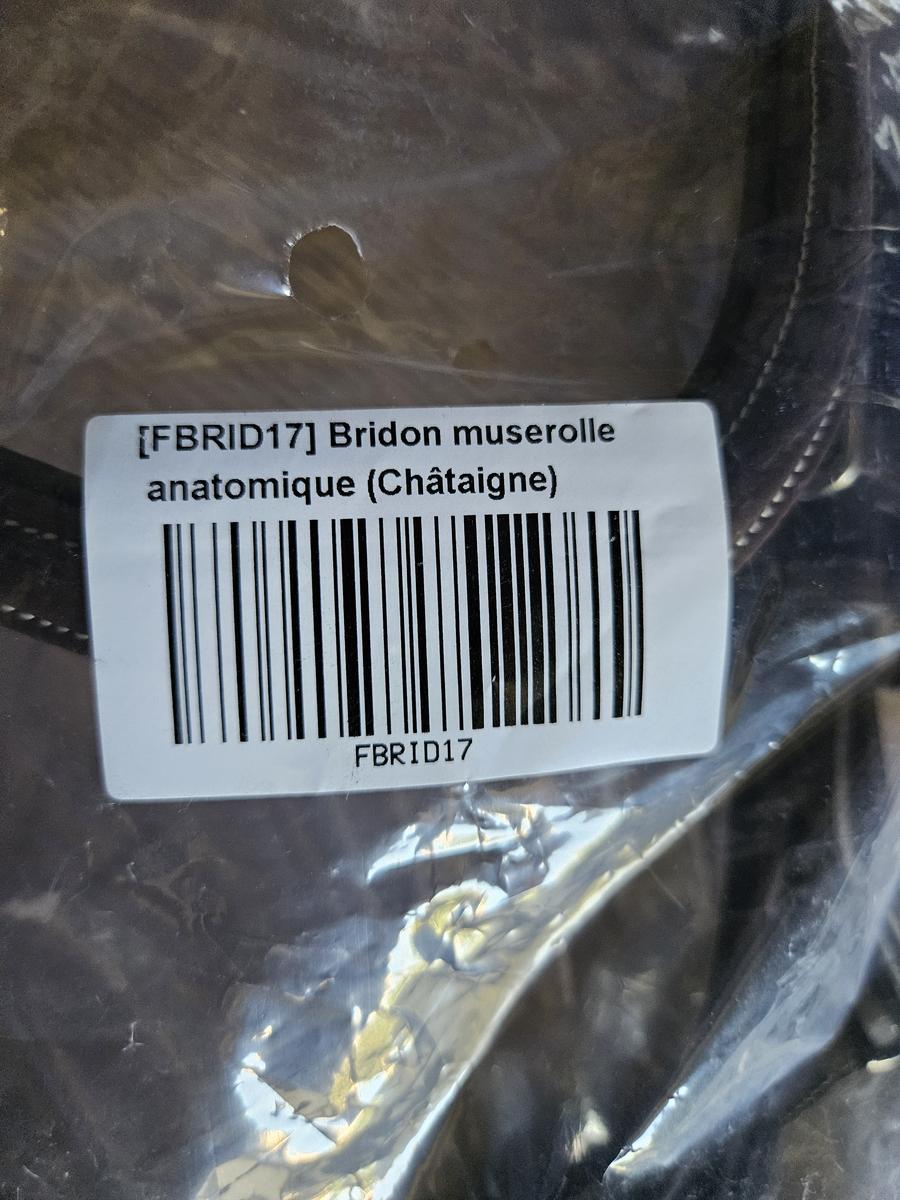 [FBRID17] Bridon muserolle
anatomique (Châtaigne)
FBRID17